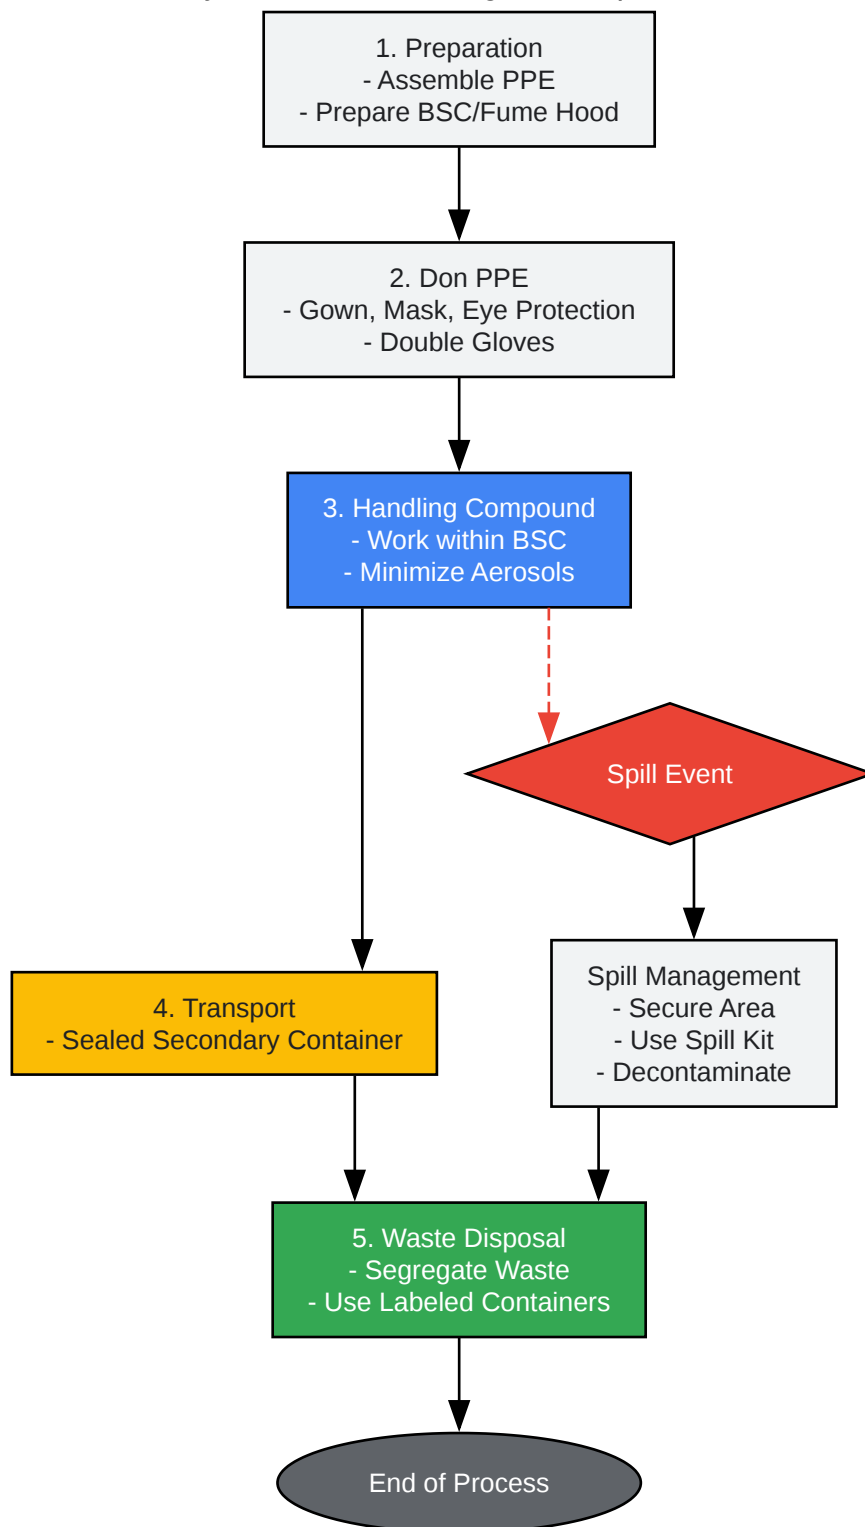 1. Preparation
- Assemble PPE
- Prepare BSC/Fume Hood
2. Don PPE
- Gown, Mask, Eye Protection
- Double Gloves
3. Handling Compound
- Work within BSC
- Minimize Aerosols
Spill Event
4. Transport
- Sealed Secondary Container
Spill Management
- Secure Area
- Use Spill Kit
- Decontaminate
5. Waste Disposal
- Segregate Waste
- Use Labeled Containers
End of Process